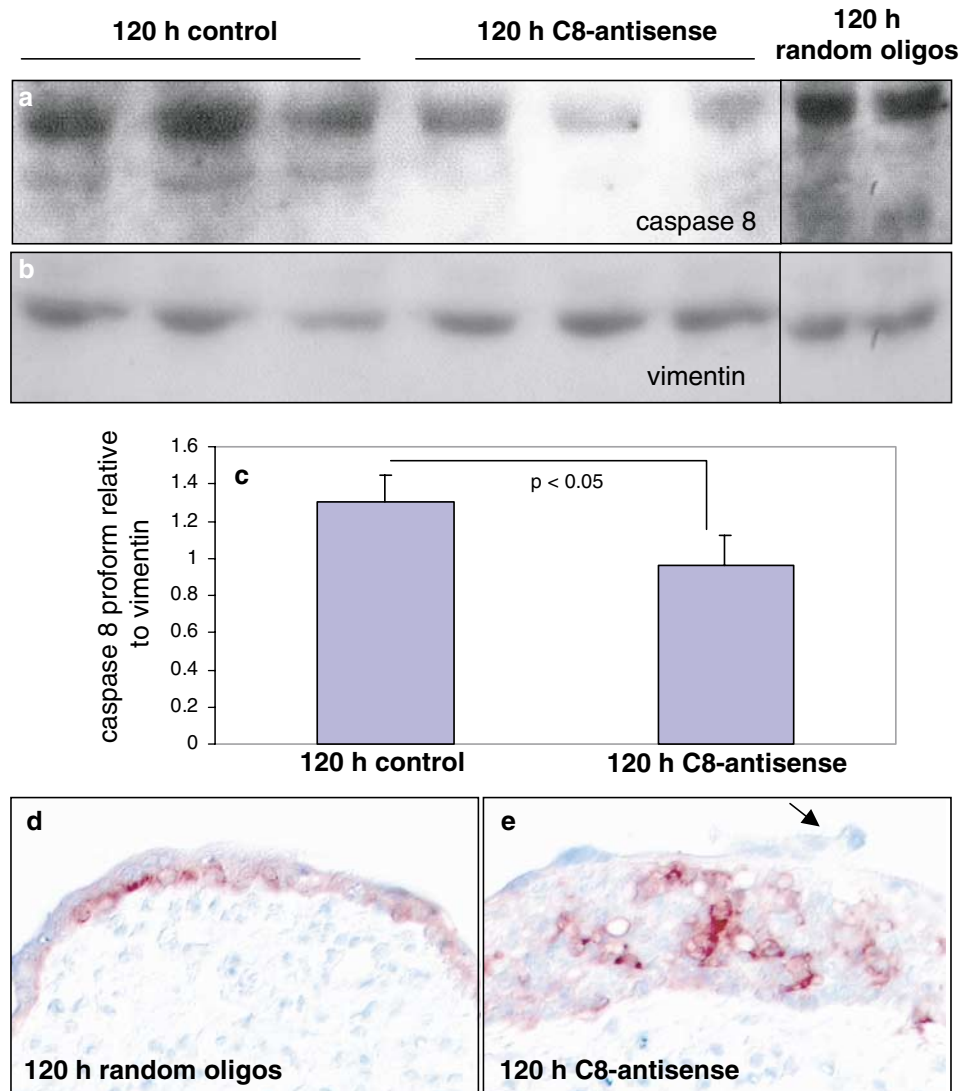 120 h control
120 h C8-antisense
120 h
random oligos
a
caspase 8
b
vimentin
caspase 8 proform relative
to vimentin
1.6
1.4
1.2
1
0.8
0.6
0.4
0.2
0
c
p < 0.05
120 h control
120 h C8-antisense
d
120 h random oligos
e
120 h C8-antisense